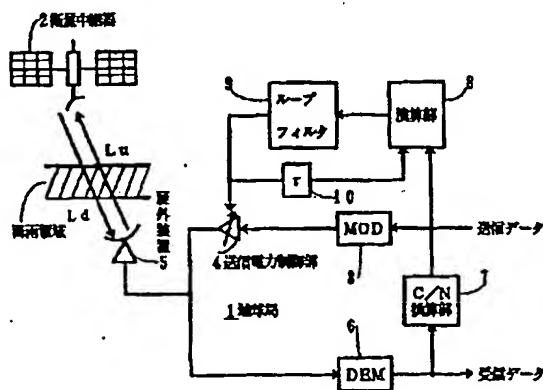 2衛星中継器
Lu
Ld
降雨領域
屋外装置
5
9
ループ
フィルタ
演算部
8
τ
10
4送信電力制御部
MOD
3
送信データ
1地球局
C/N
演算部
7
6
DEM
受信データ